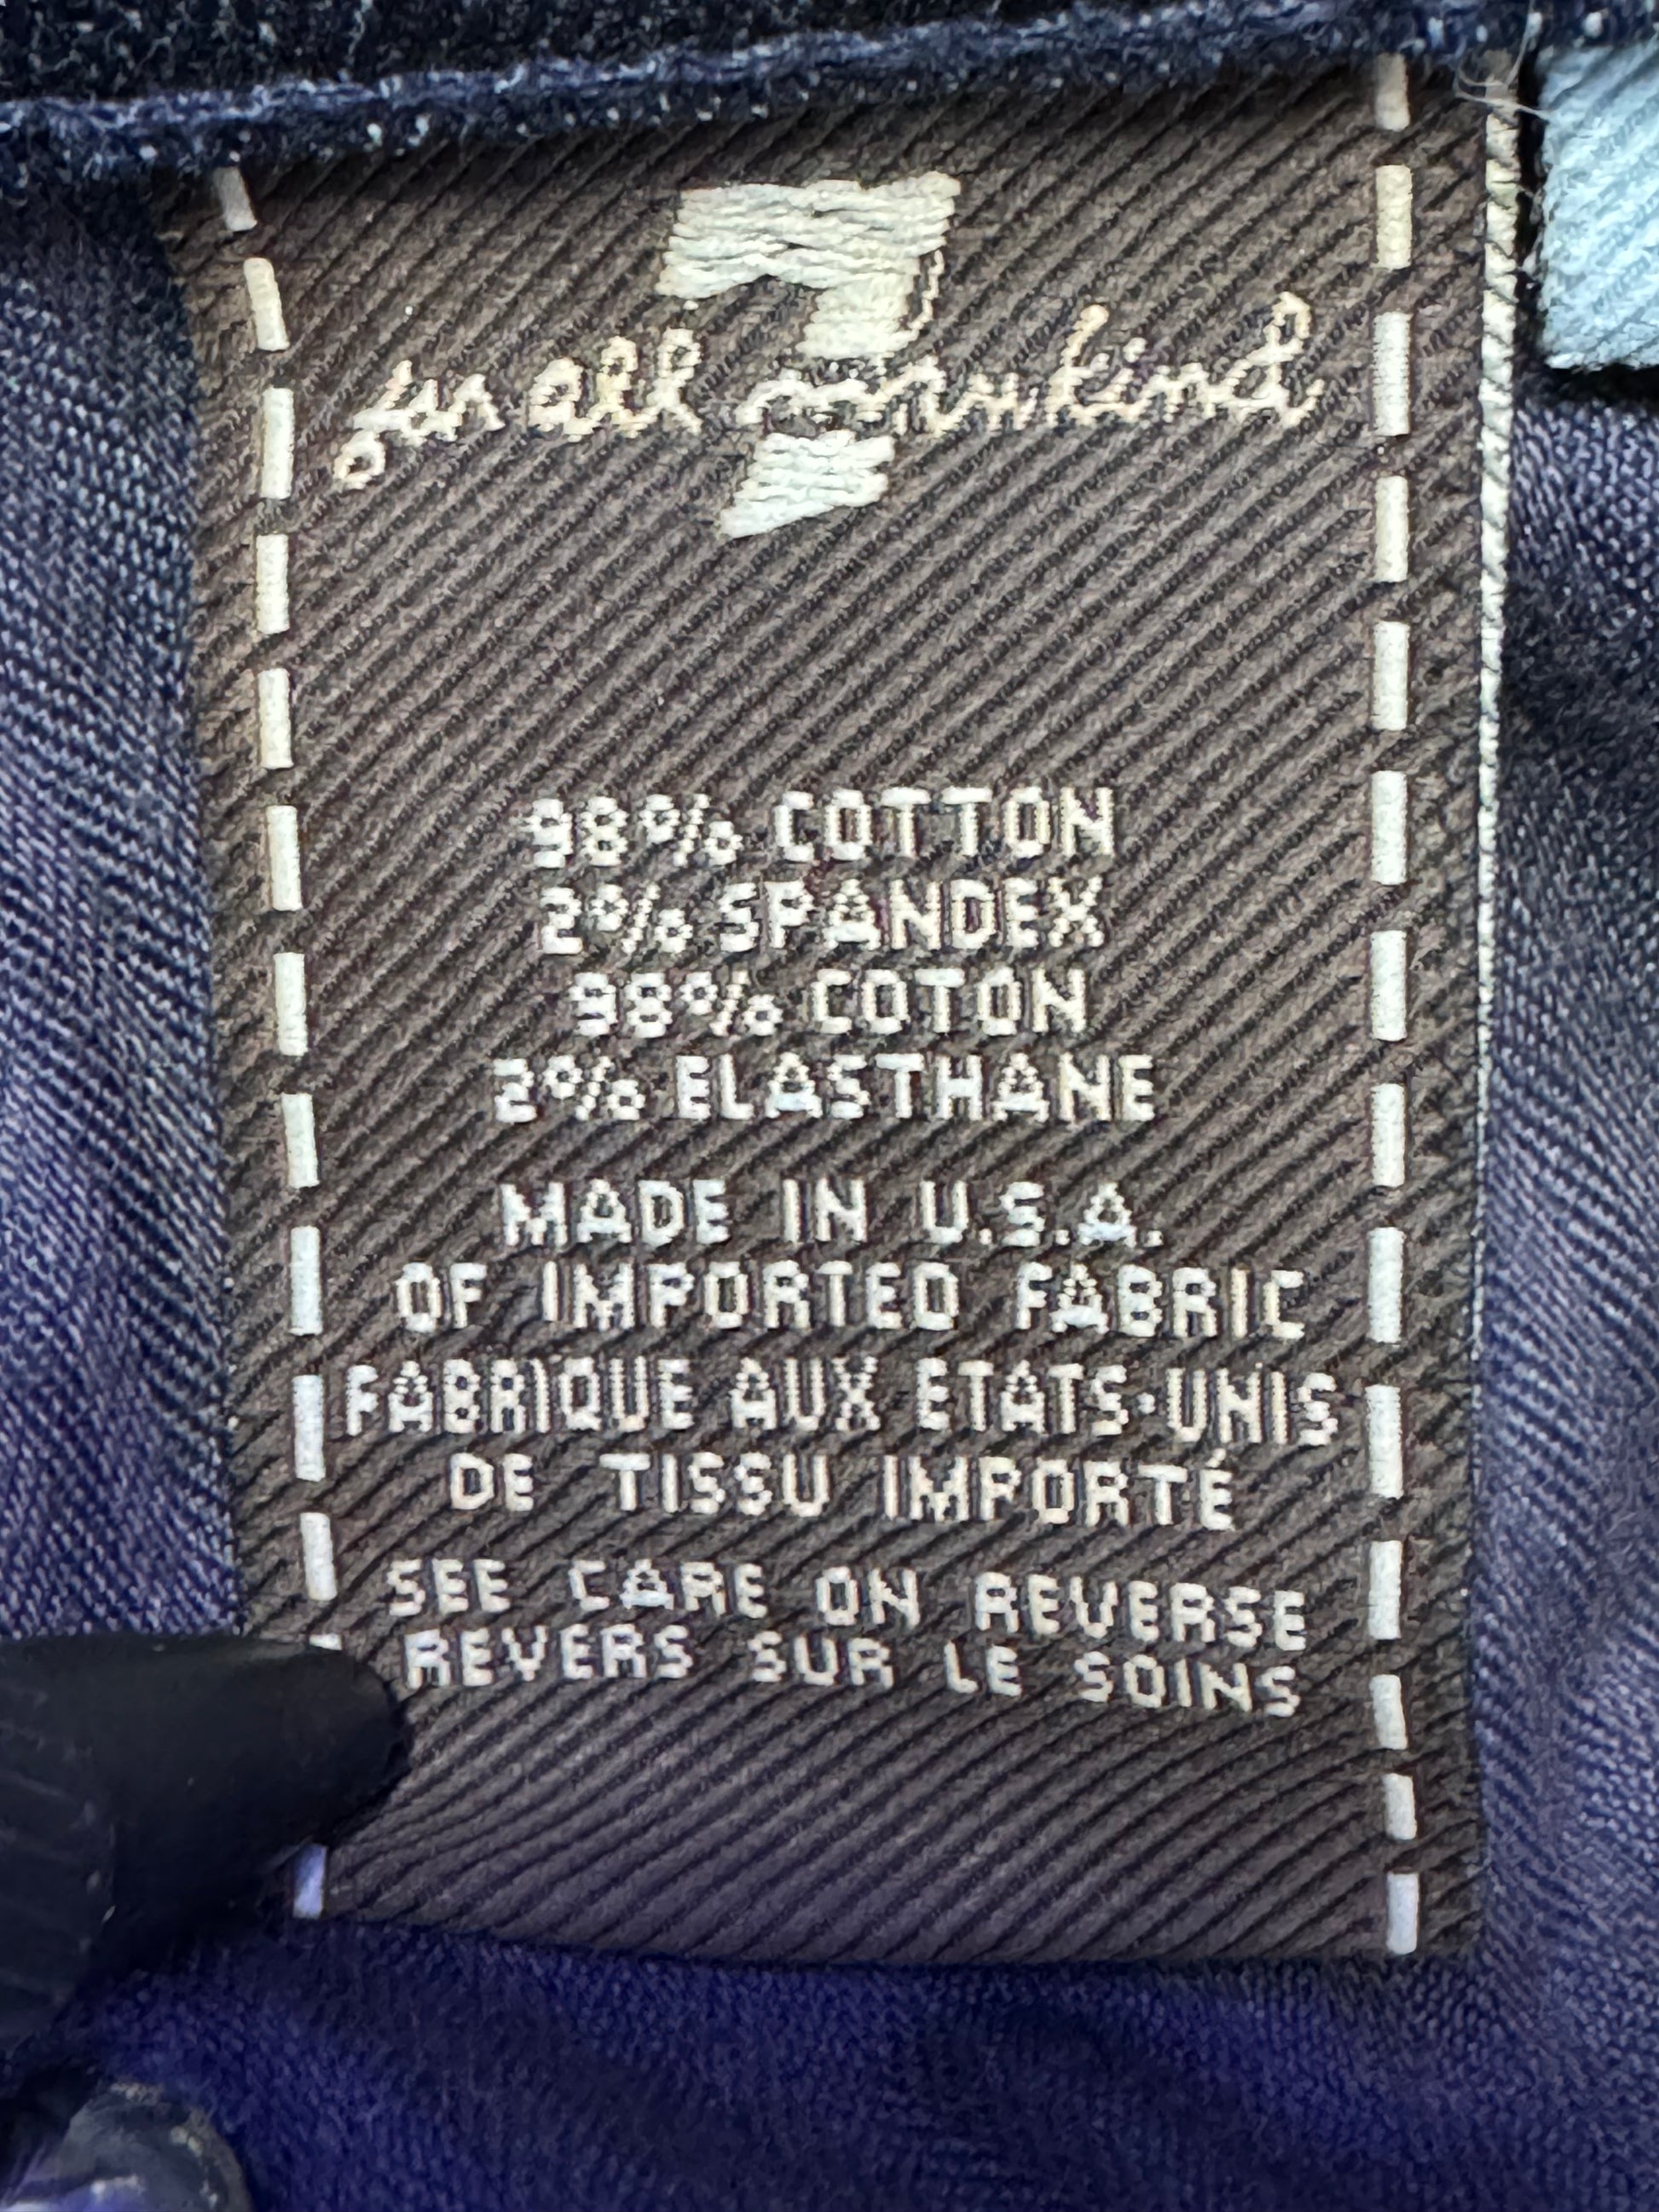 7
for all mankind
98% COTTON
2% SPANDEX
98% COTON
2% ELASTHANE
MADE IN U.S.A.
OF IMPORTED FABRIC
FABRIQUE AUX ETATS-UNIS
DE TISSU IMPORTÉ
SEE CARE ON REVERSE
REVERS SUR LE SOINS